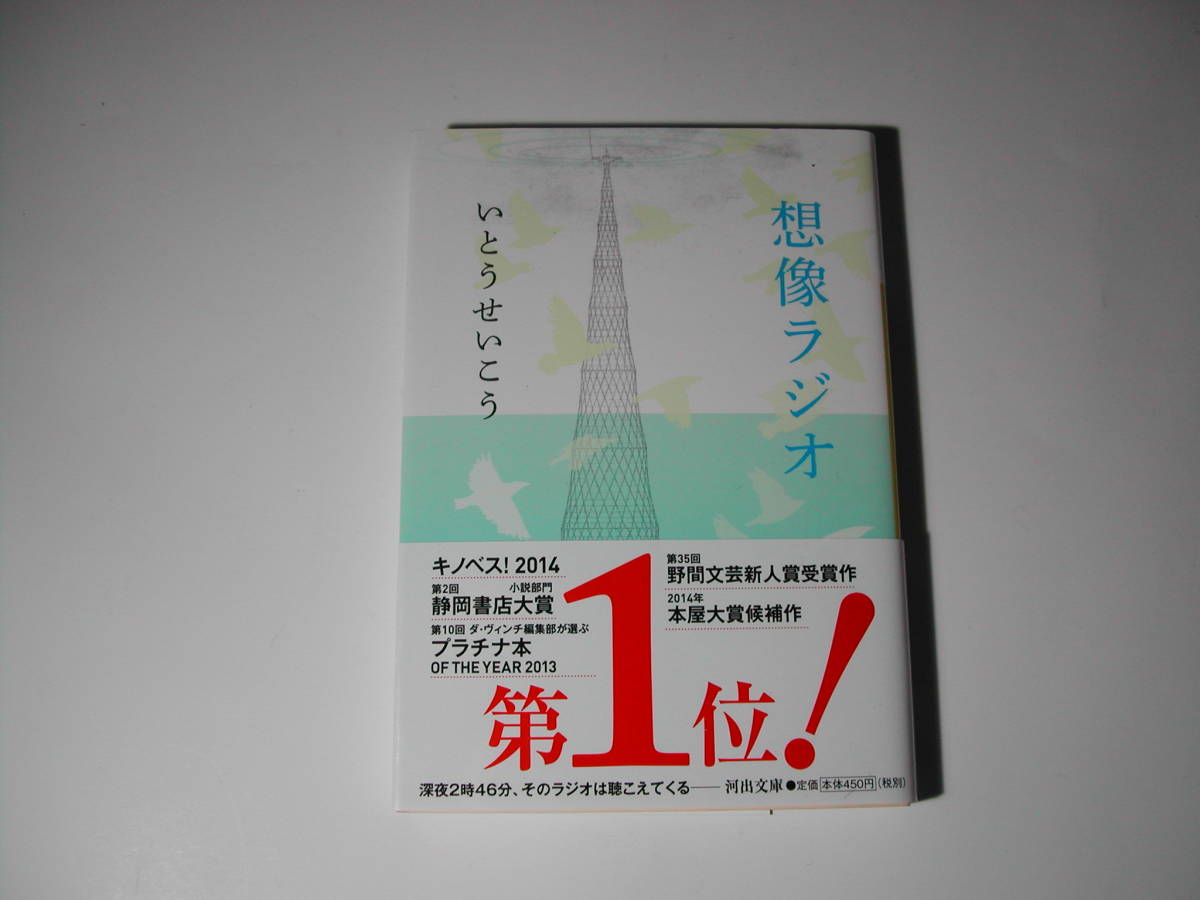 想像ラジオ
いとうせいこう
キノベス! 2014
第2回 小説部門
静岡書店大賞
第10回 ダ・ヴィンチ編集部が選ぶ
プラチナ本
OF THE YEAR 2013
第35回
野間文芸新人賞受賞作
2014年
本屋大賞候補作
第1位!
深夜2時46分、そのラジオは聴こえてくる―― 河出文庫 ●定価 本体450円 (税別)